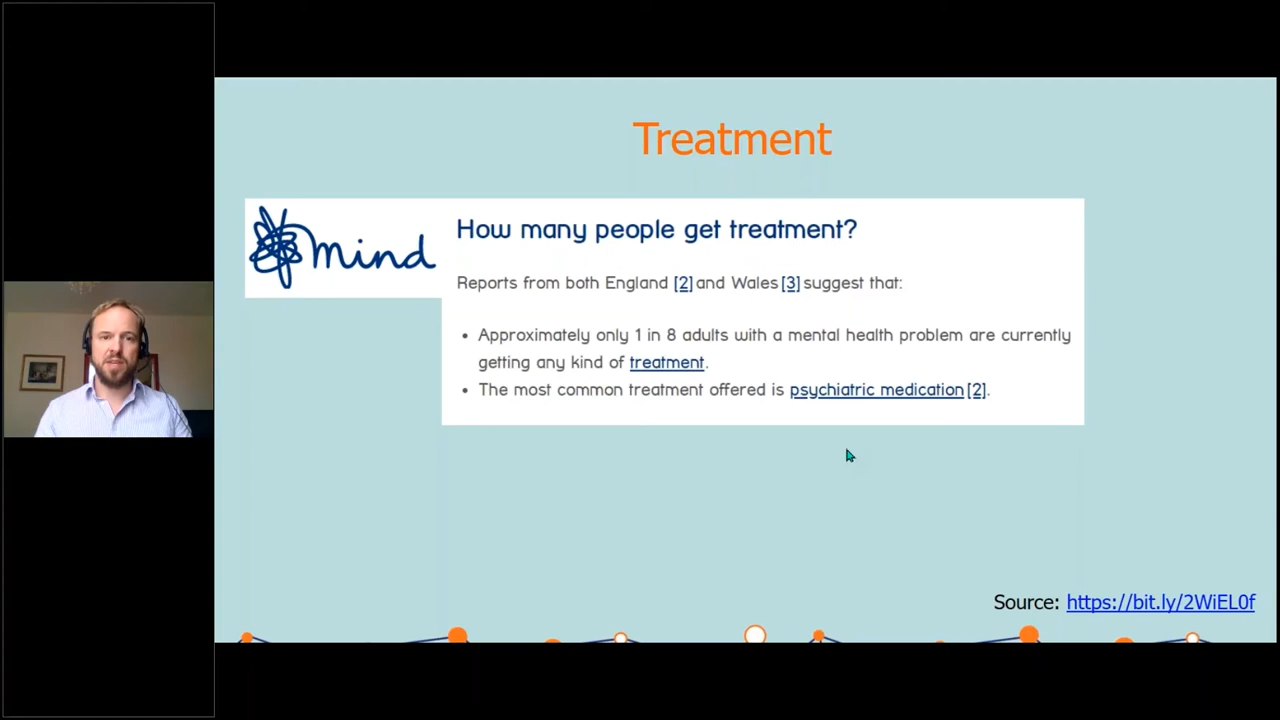 Treatment
mind
How many people get treatment?
Reports from both England [2] and Wales [3] suggest that:
• Approximately only 1 in 8 adults with a mental health problem are currently
getting any kind of treatment.
• The most common treatment offered is psychiatric medication [2].
Source: https://bit.ly/2WiEL0f